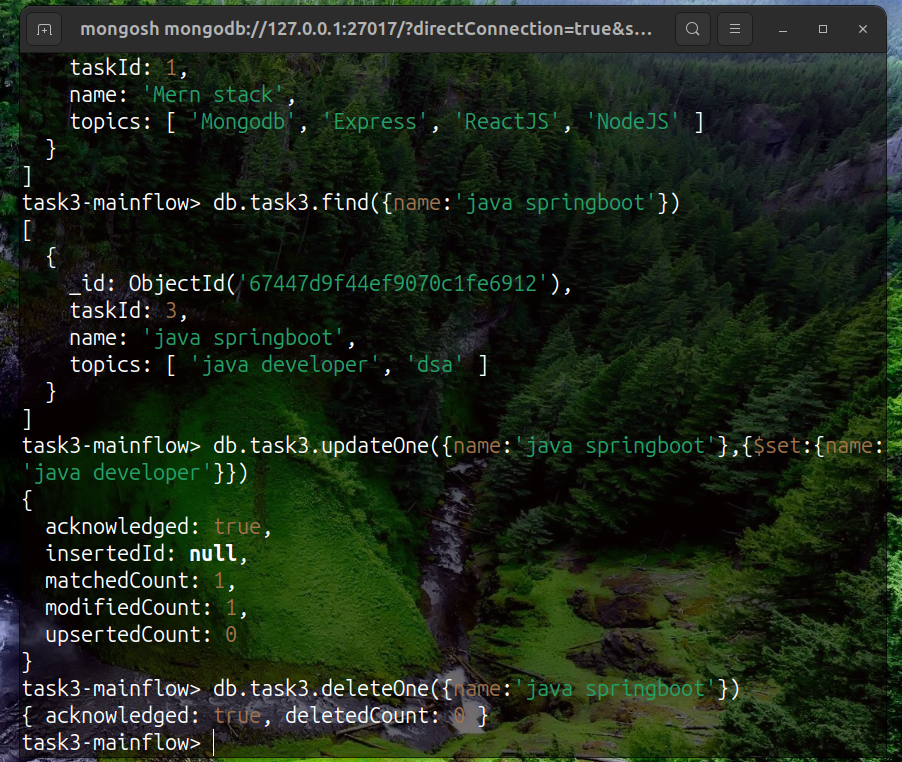 mongosh mongodb://127.0.0.1:27017/?directConnection=true&s...
    taskId: 1,
    name: 'Mern stack',
    topics: [ 'Mongodb', 'Express', 'ReactJS', 'NodeJS' ]
  }
]
task3-mainflow> db.task3.find({name:'java springboot'})
[
  {
    _id: ObjectId('67447d9f44ef9070c1fe6912'),
    taskId: 3,
    name: 'java springboot',
    topics: [ 'java developer', 'dsa' ]
  }
]
task3-mainflow> db.task3.updateOne({name:'java springboot'},{$set:{name:
'java developer'}})
{
  acknowledged: true,
  insertedId: null,
  matchedCount: 1,
  modifiedCount: 1,
  upsertedCount: 0
}
task3-mainflow> db.task3.deleteOne({name:'java springboot'})
{ acknowledged: true, deletedCount: 0 }
task3-mainflow>